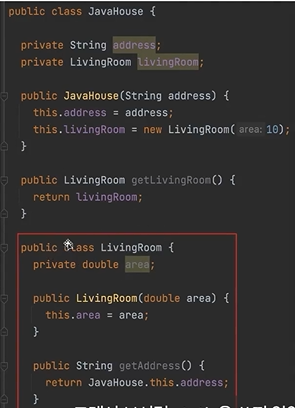 public class JavaHouse {
private String address;
private LivingRoom livingRoom;
public JavaHouse(String address) {
this.address = address;
this.livingRoom = new LivingRoom( area: 10);
}
public LivingRoom getLivingRoom() {
return livingRoom;
}
public class LivingRoom {
private double area;
public LivingRoom(double area) {
this.area = area;
}
public String getAddress() {
return JavaHouse.this.address;
}